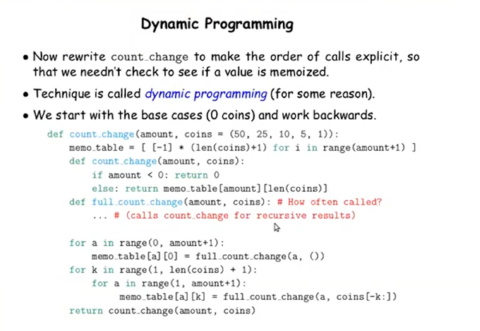 Dynamic Programming
• Now rewrite count_change to make the order of calls explicit, so
that we needn't check to see if a value is memoized.
• Technique is called dynamic programming (for some reason).
• We start with the base cases (0 coins) and work backwards.
def count_change(amount, coins = (50, 25, 10, 5, 1)):
memo_table = [ [-1] * (len(coins)+1) for i in range(amount+1) ]
def count_change(amount, coins):
if amount < 0: return 0
else: return memo_table[amount][len(coins)]
def full_count_change(amount, coins): # How often called?
... # (calls count_change for recursive results)
for a in range(0, amount+1):
memo_table[a][0] = full_count_change(a, ())
for k in range(1, len(coins) + 1):
for a in range(1, amount+1):
memo_table[a][k] = full_count_change(a, coins[-k:])
return count_change(amount, coins)